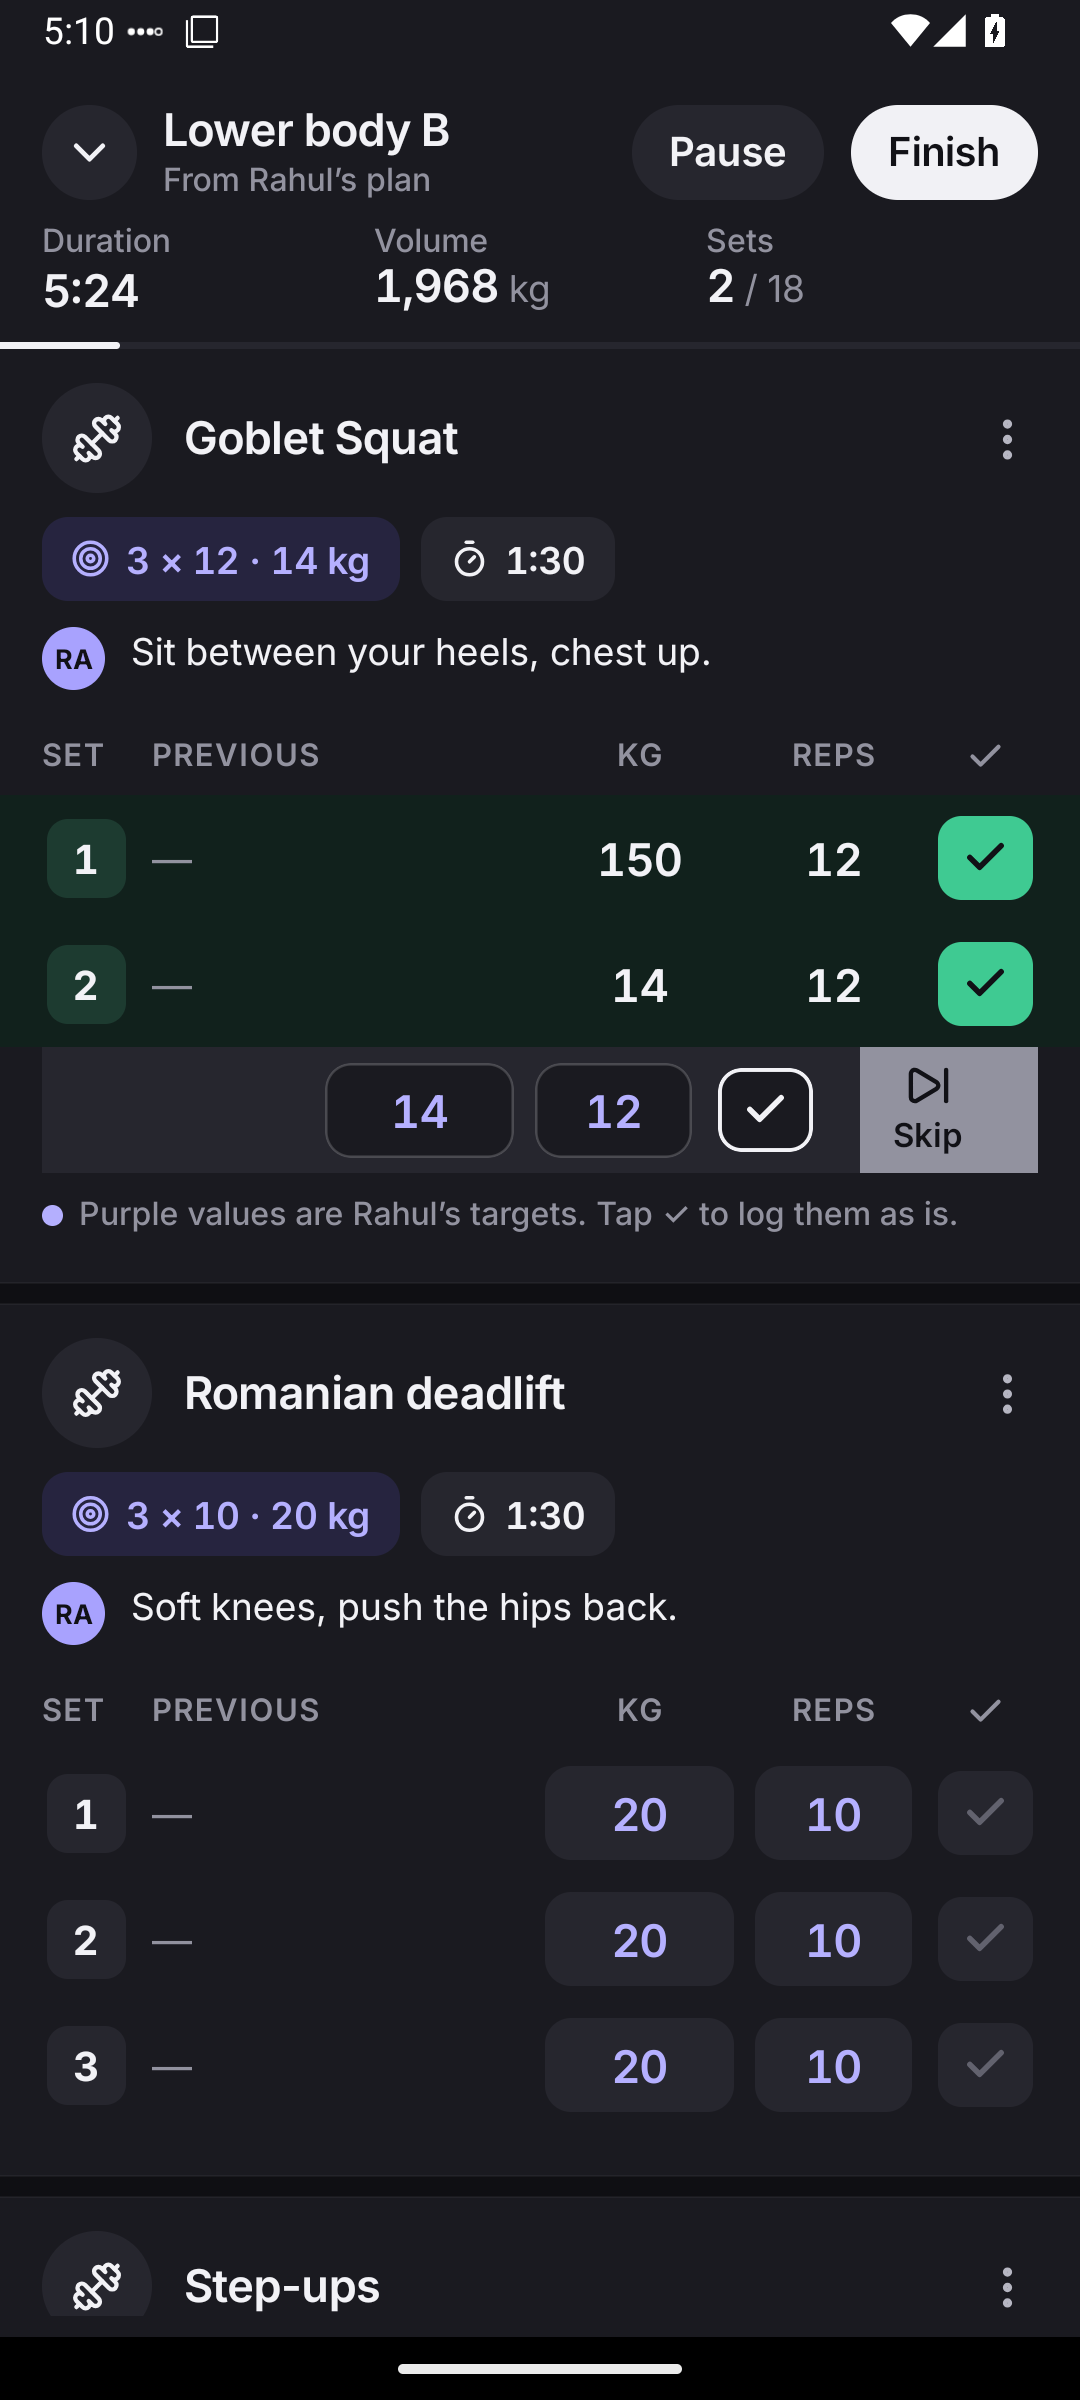 5:10
Lower body B
From Rahul’s plan
Pause
Finish
Duration
Volume
Sets
5:24
1,968 kg
2 / 18
Goblet Squat
3 × 12 · 14 kg
1:30
RA
Sit between your heels, chest up.
SET PREVIOUS KG REPS ✓
1 — 150 12 ✓
2 — 14 12 ✓
14 12 ✓
Skip
Purple values are Rahul’s targets. Tap ✓ to log them as is.
Romanian deadlift
3 × 10 · 20 kg
1:30
RA
Soft knees, push the hips back.
SET PREVIOUS KG REPS ✓
1 — 20 10 ✓
2 — 20 10 ✓
3 — 20 10 ✓
Step-ups